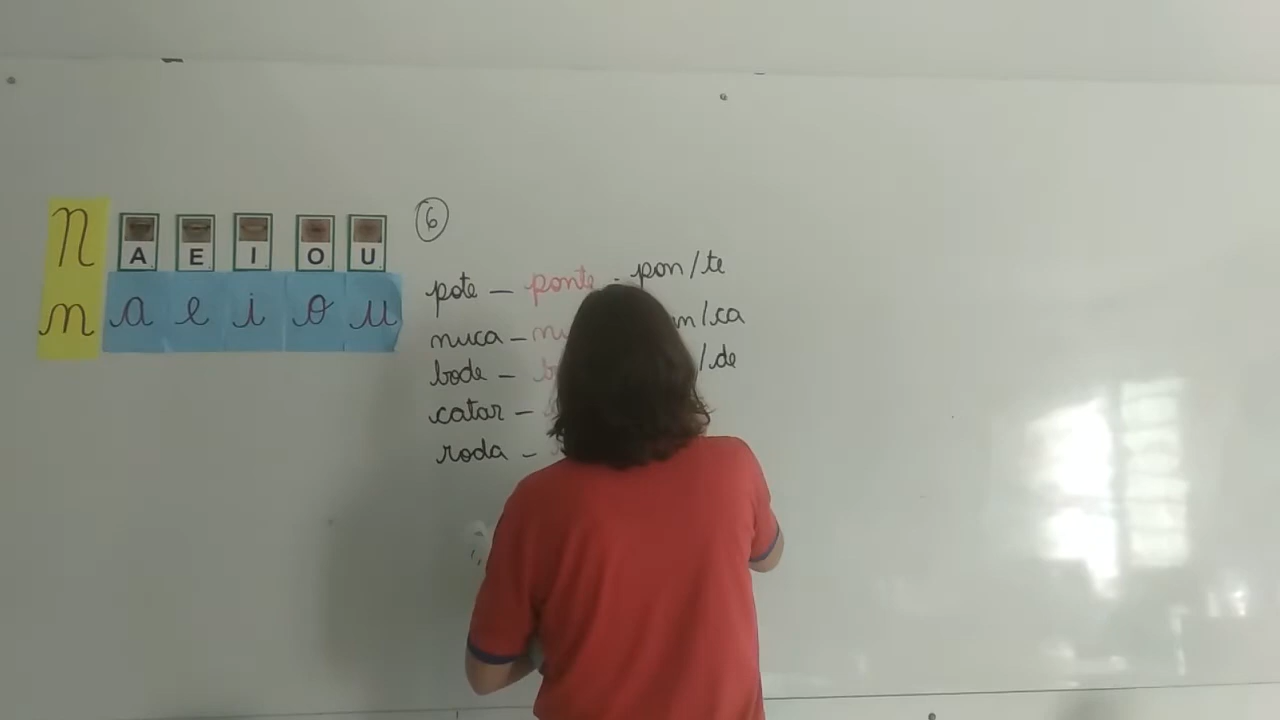 N A E I O U
n a e i o u
6
pote - ponte - pon/te
nuca - /ca
bode - /de
catar -
roda -